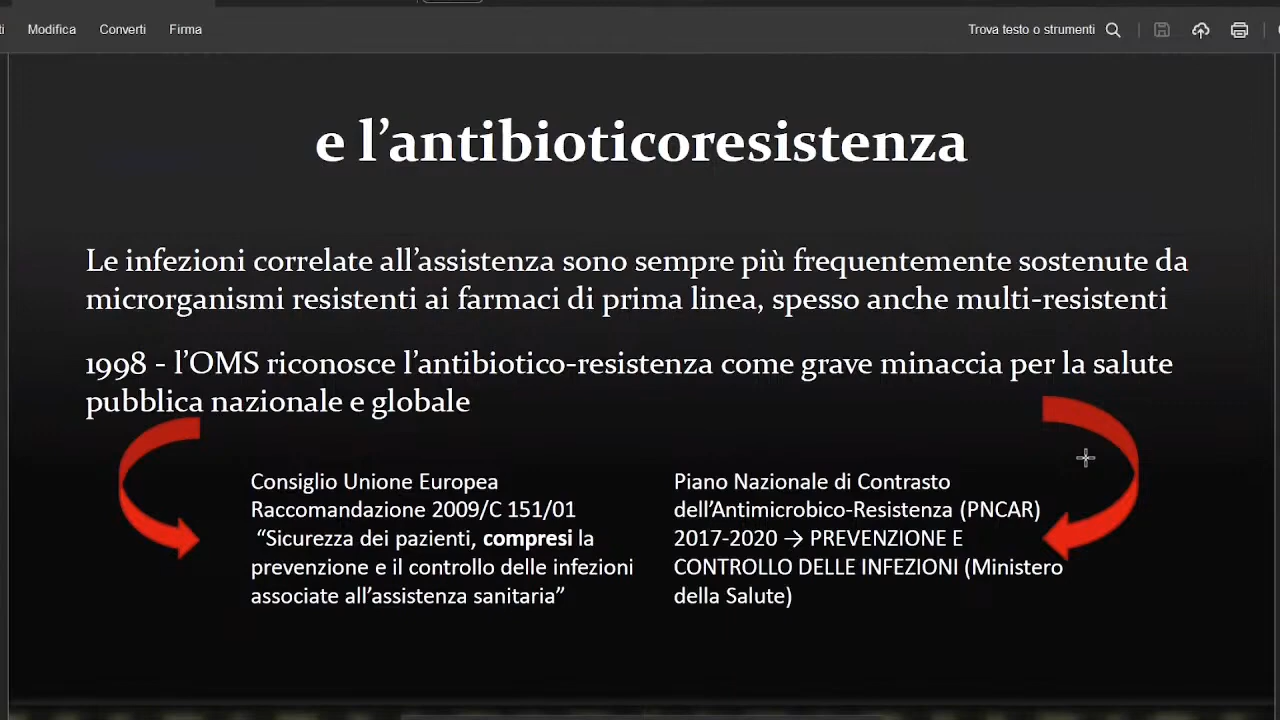 Modifica Converti Firma Trova testo o strumenti
e l’antibioticoresistenza
Le infezioni correlate all’assistenza sono sempre più frequentemente sostenute da
microrganismi resistenti ai farmaci di prima linea, spesso anche multi-resistenti
1998 - l’OMS riconosce l’antibiotico-resistenza come grave minaccia per la salute
pubblica nazionale e globale
Consiglio Unione Europea
Raccomandazione 2009/C 151/01
“Sicurezza dei pazienti, compresi la
prevenzione e il controllo delle infezioni
associate all’assistenza sanitaria”
Piano Nazionale di Contrasto
dell’Antimicrobico-Resistenza (PNCAR)
2017-2020 → PREVENZIONE E
CONTROLLO DELLE INFEZIONI (Ministero
della Salute)